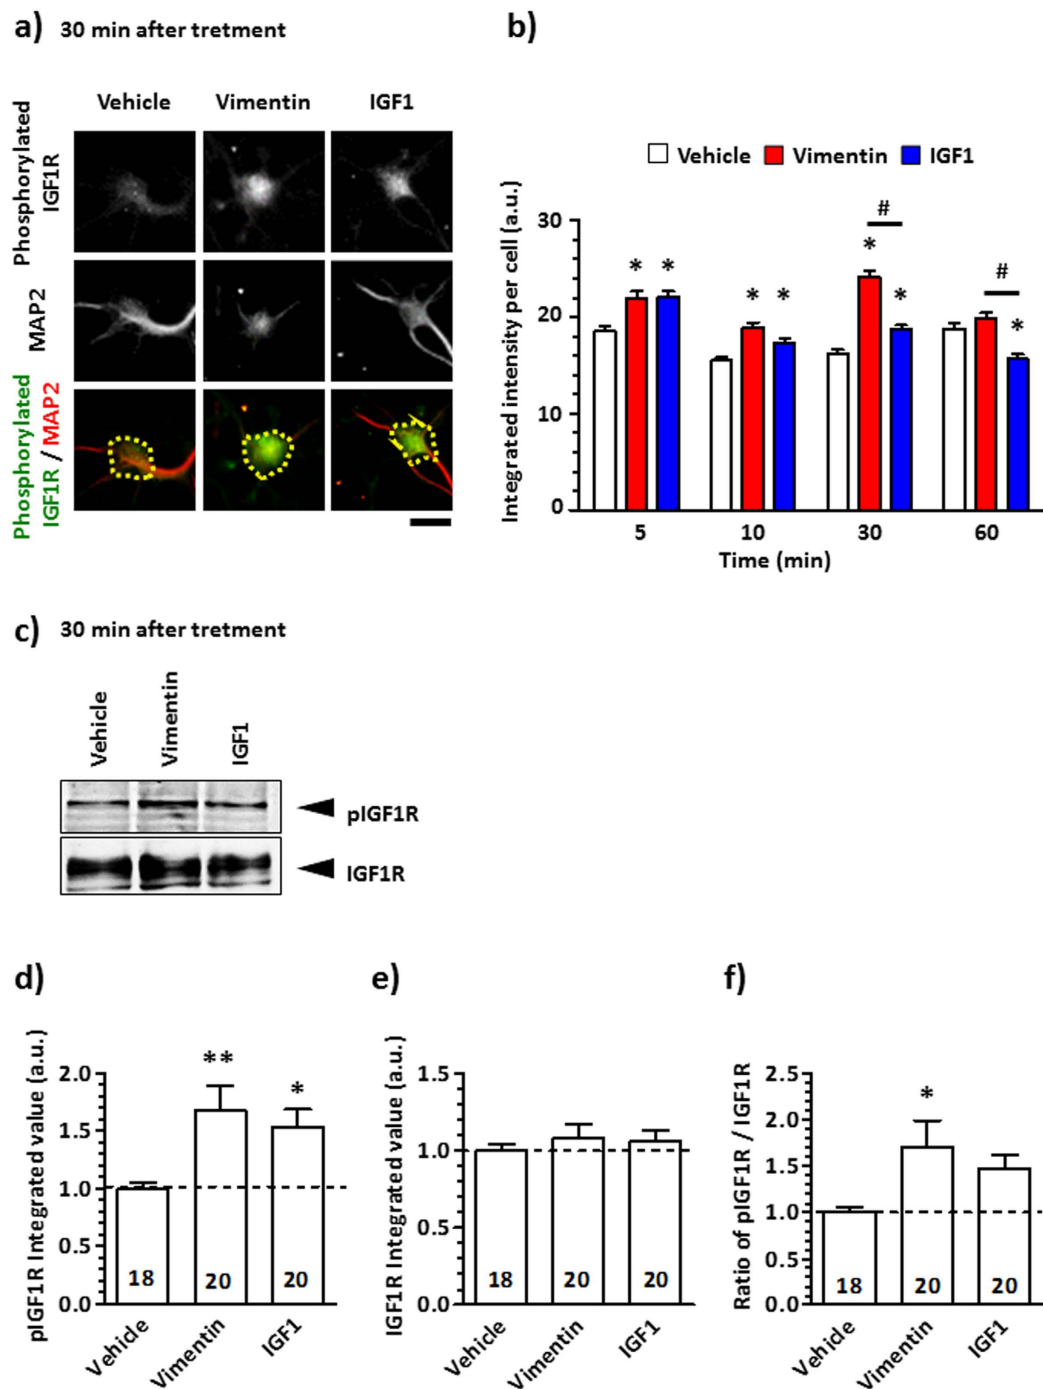 a) 30 min after tretment
Vehicle Vimentin IGF1
Phosphorylated
IGF1R
MAP2
Phosphorylated
IGF1R / MAP2
b)
Vehicle Vimentin IGF1
Integrated intensity per cell (a.u.)
30
20
10
0
* * * * * # * # *
5 10 30 60
Time (min)
c) 30 min after tretment
Vehicle Vimentin IGF1
pIGF1R
IGF1R
d)
pIGF1R Integrated value (a.u.)
2.0
1.5
1.0
0.5
0.0
** *
18 20 20
Vehicle Vimentin IGF1
e)
IGF1R Integrated value (a.u.)
1.5
1.0
0.5
0.0
18 20 20
Vehicle Vimentin IGF1
f)
Ratio of pIGF1R / IGF1R
2.5
2.0
1.5
1.0
0.5
0.0
*
18 20 20
Vehicle Vimentin IGF1